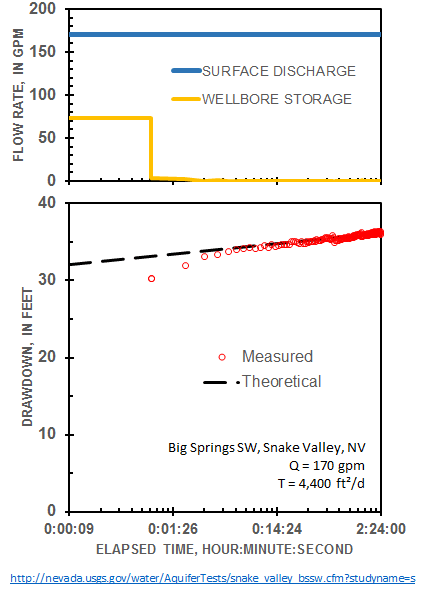 200
150
100
50
0
FLOW RATE, IN GPM
SURFACE DISCHARGE
WELLBORE STORAGE
40
30
20
10
0
DRAWDOWN, IN FEET
Measured
Theoretical
Big Springs SW, Snake Valley, NV
Q = 170 gpm
T = 4,400 ft²/d
0:00:09 0:01:26 0:14:24 2:24:00
ELAPSED TIME, HOUR:MINUTE:SECOND
http://nevada.usgs.gov/water/AquiferTests/snake_valley_bssw.cfm?studyname=s